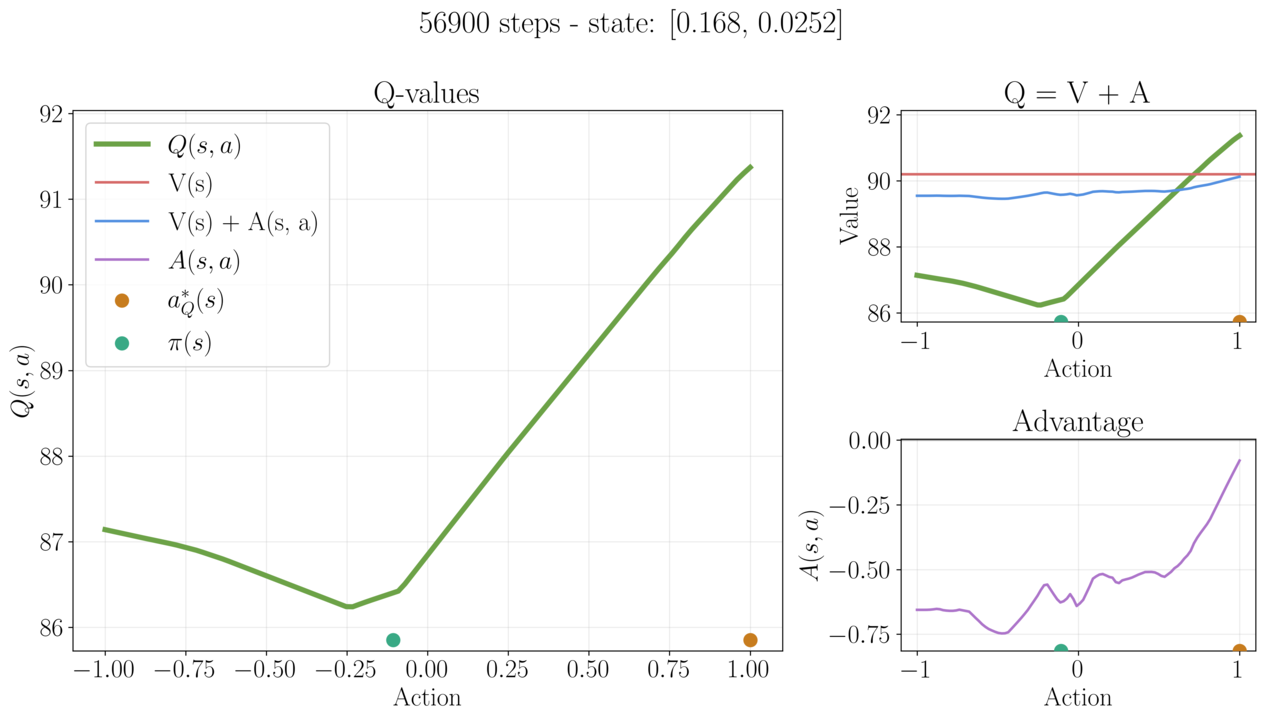 56900 steps - state: [0.168, 0.0252]
Q-values
92
91
90
89
88
87
86
Q(s, a)
Q(s, a)
V(s)
V(s) + A(s, a)
A(s, a)
a*Q(s)
π(s)
−1.00 −0.75 −0.50 −0.25 0.00 0.25 0.50 0.75 1.00
Action
Q = V + A
92
90
88
86
Value
−1 0 1
Action
Advantage
0.00
−0.25
−0.50
−0.75
A(s, a)
−1 0 1
Action